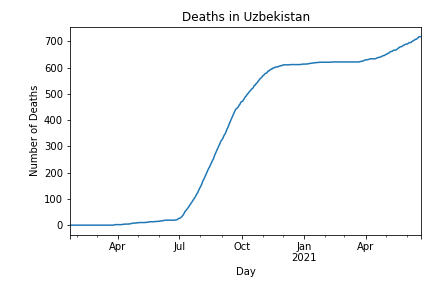 Deaths in Uzbekistan
Number of Deaths
700
600
500
400
300
200
100
0
Apr
Jul
Oct
Jan
2021
Apr
Day